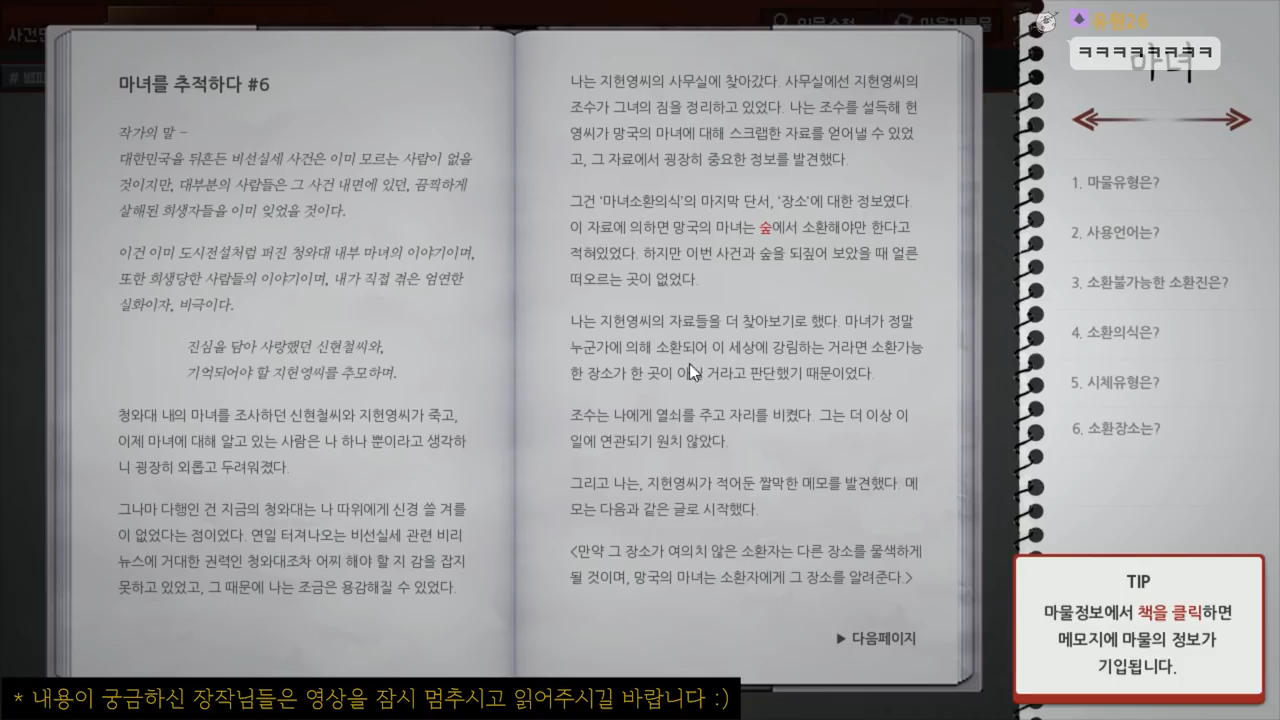 마녀를 추적하다 #6
작가의 말 –
대한민국을 뒤흔든 비선실세 사건은 이미 모르는 사람이 없을
것이지만, 대부분의 사람들은 그 사건 내면에 있던, 끔찍하게
살해된 희생자들을 이미 잊었을 것이다.
이건 이미 도시전설처럼 퍼진 청와대 내부 마녀의 이야기이며,
또한 희생당한 사람들의 이야기이며, 내가 직접 겪은 엄연한
실화이자, 비극이다.
진심을 담아 사랑했던 신현철씨와,
기억되어야 할 지현영씨를 추모하며.
청와대 내의 마녀를 조사하던 신현철씨와 지현영씨가 죽고,
이제 마녀에 대해 알고 있는 사람은 나 하나 뿐이라고 생각하
니 굉장히 외롭고 두려워졌다.
그나마 다행인 건 지금의 청와대는 나 따위에게 신경 쓸 겨를
이 없었다는 점이었다. 연일 터져나오는 비선실세 관련 비리
뉴스에 거대한 권력인 청와대조차 어찌 해야 할 지 감을 잡지
못하고 있었고, 그 때문에 나는 조금은 용감해질 수 있었다.
나는 지현영씨의 사무실에 찾아갔다. 사무실에선 지현영씨의
조수가 그녀의 짐을 정리하고 있었다. 나는 조수를 설득해 현
영씨가 망국의 마녀에 대해 스크랩한 자료를 얻어낼 수 있었
고, 그 자료에서 굉장히 중요한 정보를 발견했다.
그건 '마녀소환의식'의 마지막 단서, '장소'에 대한 정보였다.
이 자료에 의하면 망국의 마녀는 숲에서 소환해야만 한다고
적혀있었다. 하지만 이번 사건과 숲을 되짚어 보았을 때 얼른
떠오르는 곳이 없었다.
나는 지현영씨의 자료들을 더 찾아보기로 했다. 마녀가 정말
누군가에 의해 소환되어 이 세상에 강림하는 거라면 소환가능
한 장소가 한 곳이 거라고 판단했기 때문이었다.
조수는 나에게 열쇠를 주고 자리를 비켰다. 그는 더 이상 이
일에 연관되기 원치 않았다.
그리고 나는, 지현영씨가 적어둔 짤막한 메모를 발견했다. 메
모는 다음과 같은 글로 시작했다.
<만약 그 장소가 여의치 않은 소환자는 다른 장소를 물색하게
될 것이며, 망국의 마녀는 소환자에게 그 장소를 알려준다.>
▶ 다음페이지
ㅋㅋㅋㅋㅋㅋㅋㅋ
마녀
1. 마물유형은?
2. 사용언어는?
3. 소환불가능한 소환진은?
4. 소환의식은?
5. 시체유형은?
6. 소환장소는?
TIP
마물정보에서 책을 클릭하면
메모지에 마물의 정보가
기입됩니다.
* 내용이 궁금하신 장작님들은 영상을 잠시 멈추시고 읽어주시길 바랍니다 :)